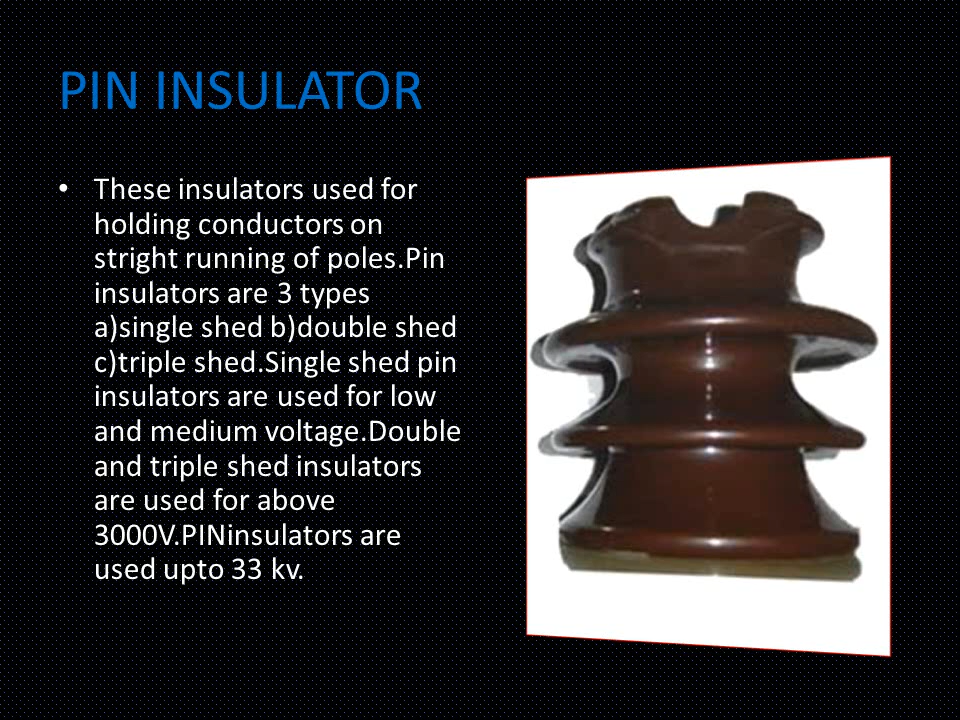 PIN INSULATOR
• These insulators used for
holding conductors on
stright running of poles.Pin
insulators are 3 types
a)single shed b)double shed
c)triple shed.Single shed pin
insulators are used for low
and medium voltage.Double
and triple shed insulators
are used for above
3000V.PINinsulators are
used upto 33 kv.